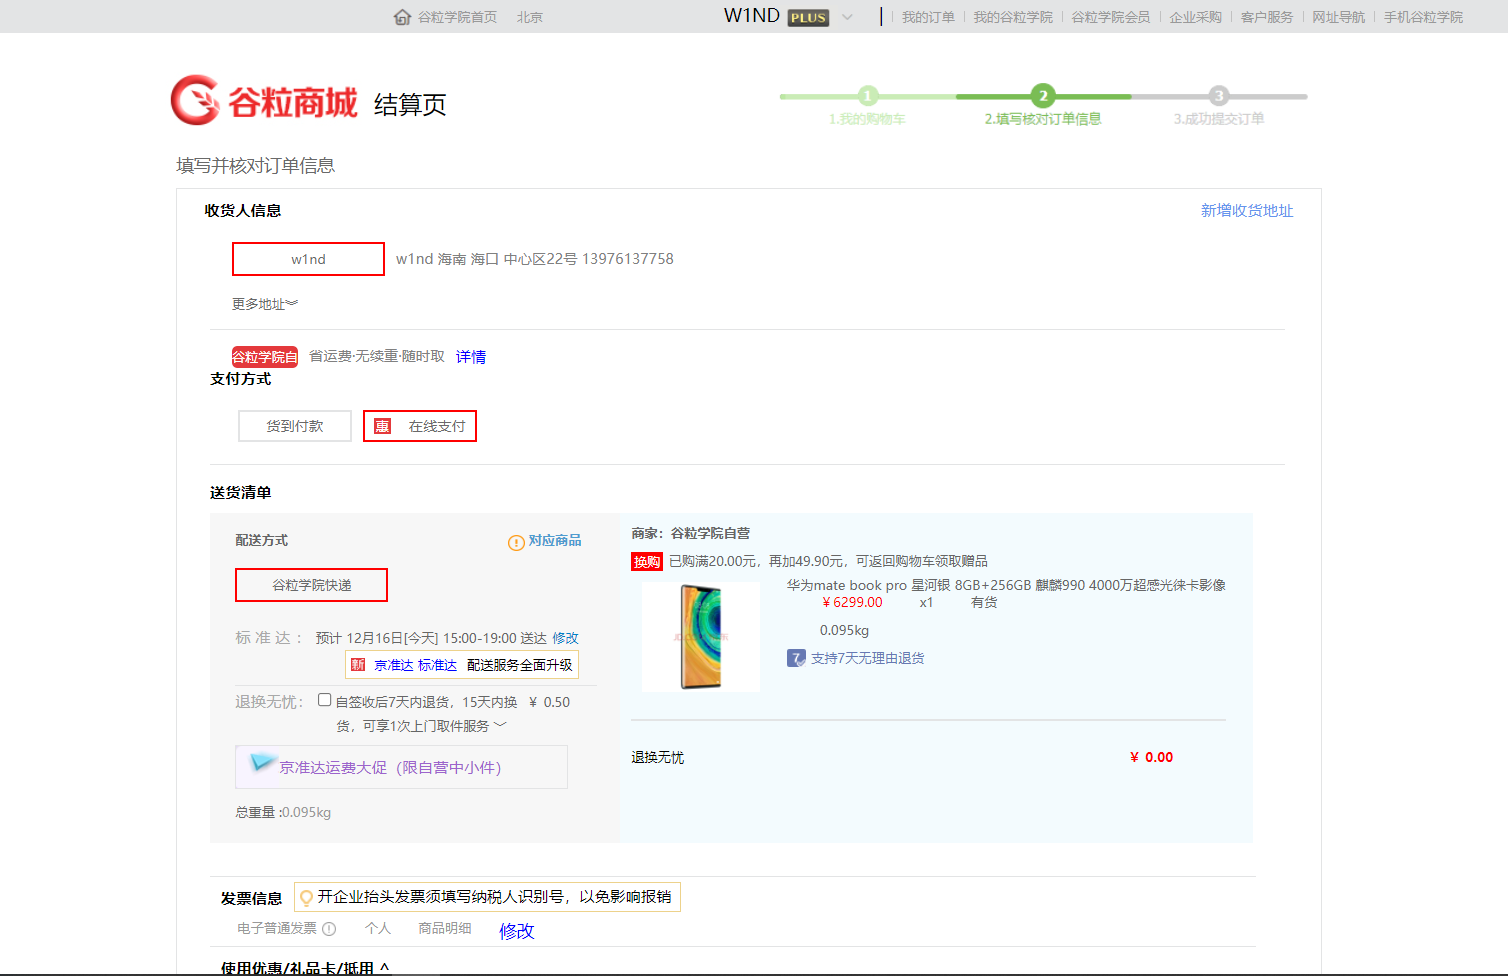 谷粒学院首页 北京 W1ND PLUS 我的订单 我的谷粒学院 谷粒学院会员 企业采购 客户服务 网址导航 手机谷粒学院
谷粒商城 结算页
1 2 3
1.我的购物车 2.填写核对订单信息 3.成功提交订单
填写并核对订单信息
收货人信息 新增收货地址
w1nd w1nd 海南 海口 中心区22号 13976137758
更多地址
谷粒学院自 省运费·无续重·随时取 详情
支付方式
货到付款 惠 在线支付
送货清单
配送方式 对应商品
谷粒学院快递
标 准 达 : 预计 12月16日[今天] 15:00-19:00 送达 修改
新 京准达 标准达 配送服务全面升级
退换无忧: 自签收后7天内退货，15天内换 ￥ 0.50
货，可享1次上门取件服务
京准达运费大促（限自营中小件）
总重量 :0.095kg
商家：谷粒学院自营
换购 已购满20.00元，再加49.90元，可返回购物车领取赠品
华为mate book pro 星河银 8GB+256GB 麒麟990 4000万超感光徕卡影像
￥6299.00 x1 有货
0.095kg
7 支持7天无理由退货
退换无忧 ￥ 0.00
发票信息 开企业抬头发票须填写纳税人识别号，以免影响报销
电子普通发票 个人 商品明细 修改
使用优惠/礼品卡/抵用 ^